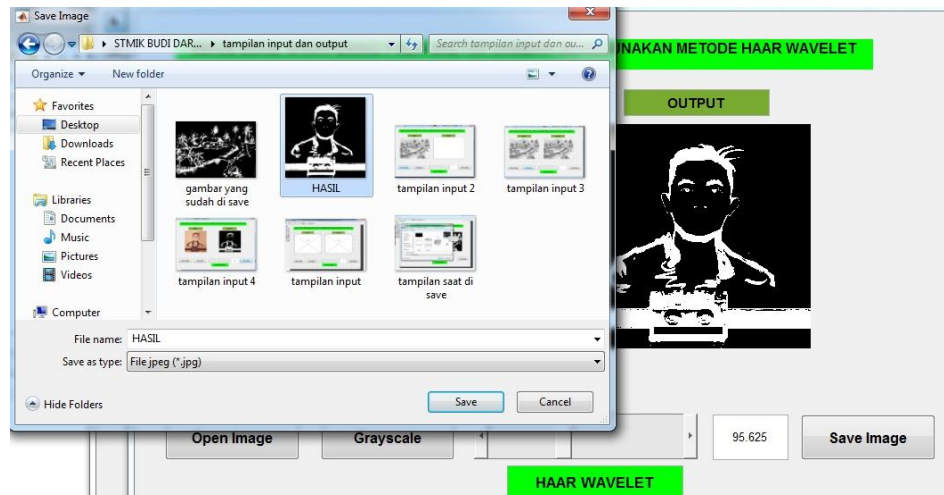 Save Image
STMIK BUDI DAR... ▸ tampilan input dan output
Search tampilan input dan ou...
Organize
New folder
Favorites
Desktop
Downloads
Recent Places
Libraries
Documents
Music
Pictures
Videos
Computer
gambar yang
sudah di save
HASIL
tampilan input 2
tampilan input 3
tampilan input 4
tampilan input
tampilan saat di
save
File name: HASIL
Save as type: File jpeg (*.jpg)
Hide Folders
Save
Cancel
NAKAN METODE HAAR WAVELET
OUTPUT
Open Image
Grayscale
95.625
Save Image
HAAR WAVELET